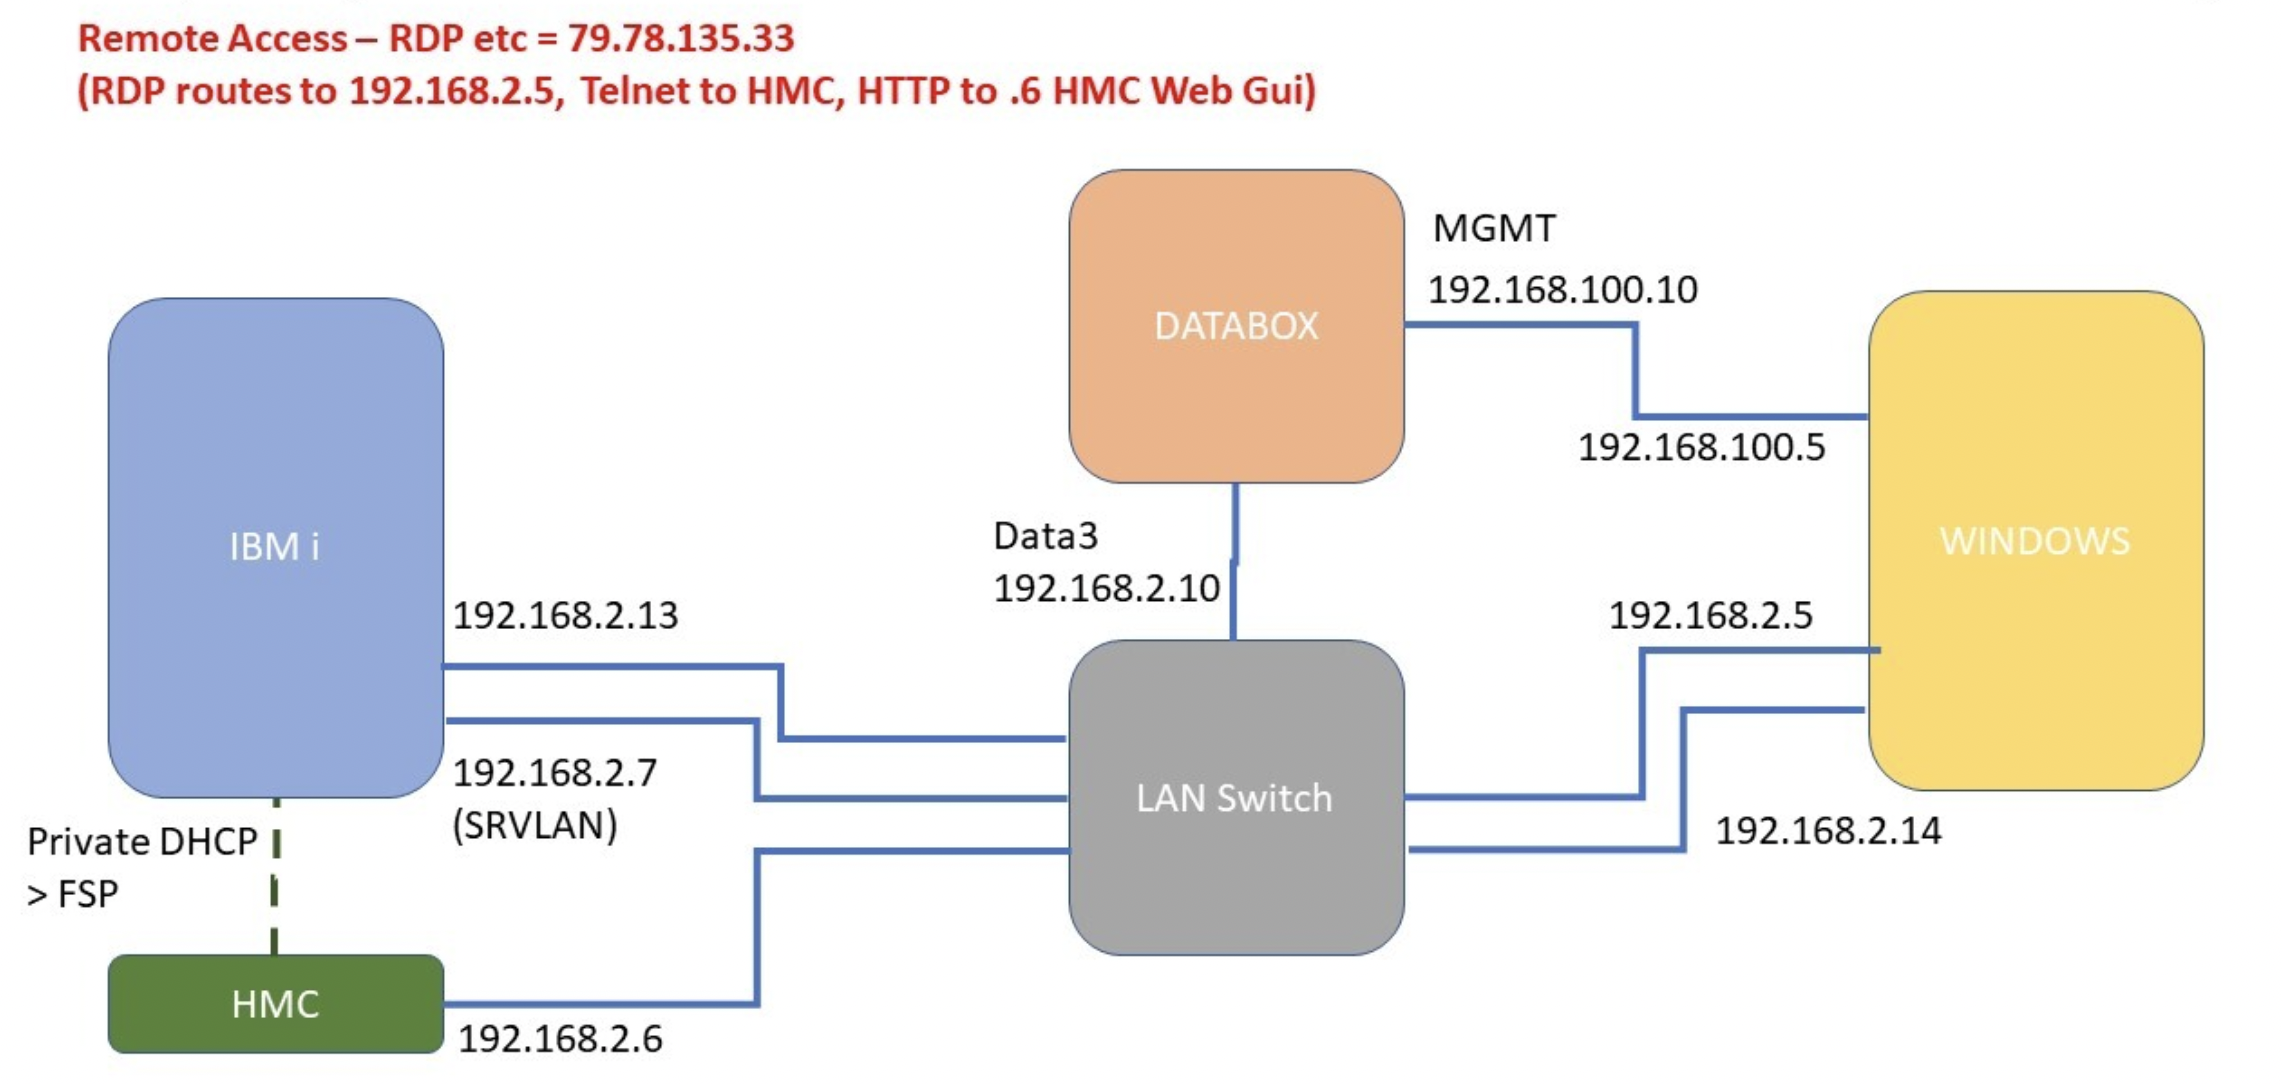 Remote Access – RDP etc = 79.78.135.33
(RDP routes to 192.168.2.5, Telnet to HMC, HTTP to .6 HMC Web Gui)
MGMT
192.168.100.10
DATABOX
192.168.100.5
IBM i
WINDOWS
Data3
192.168.2.10
192.168.2.13
192.168.2.5
192.168.2.7
(SRVLAN)
LAN Switch
192.168.2.14
Private DHCP
> FSP
HMC
192.168.2.6